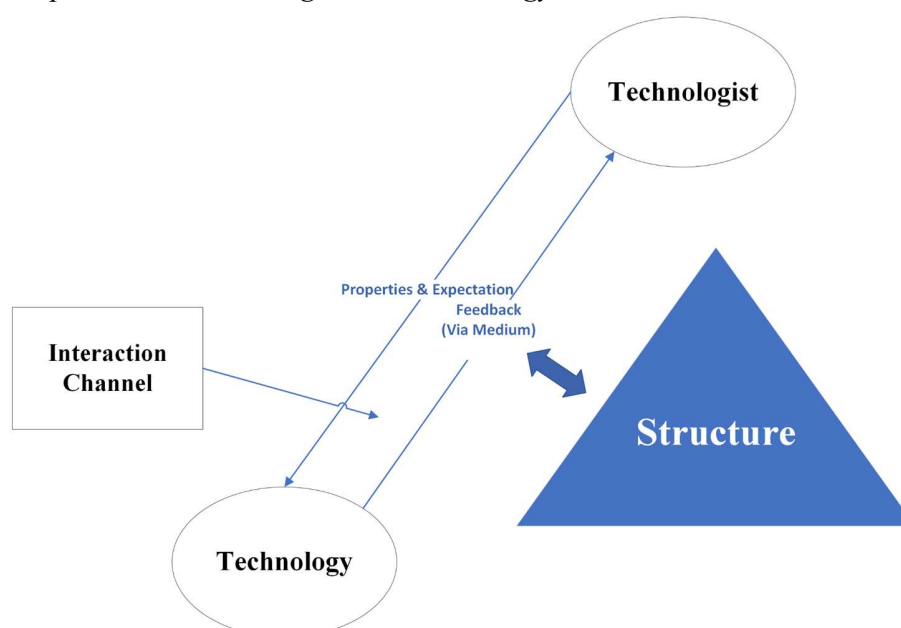 Technologist
Properties & Expectation
Feedback
(Via Medium)
Interaction
Channel
Structure
Technology